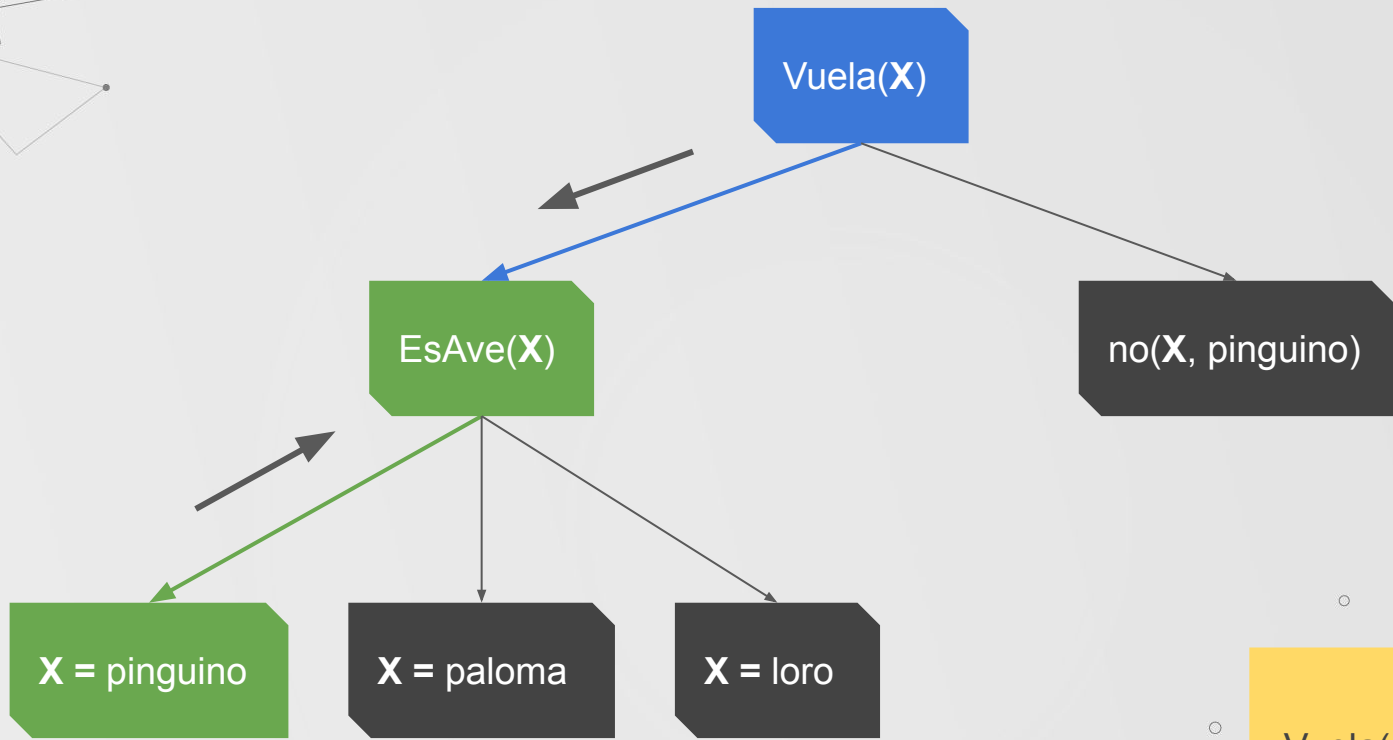 Vuela(X)
EsAve(X)
no(X, pinguino)
X = pinguino
X = paloma
X = loro